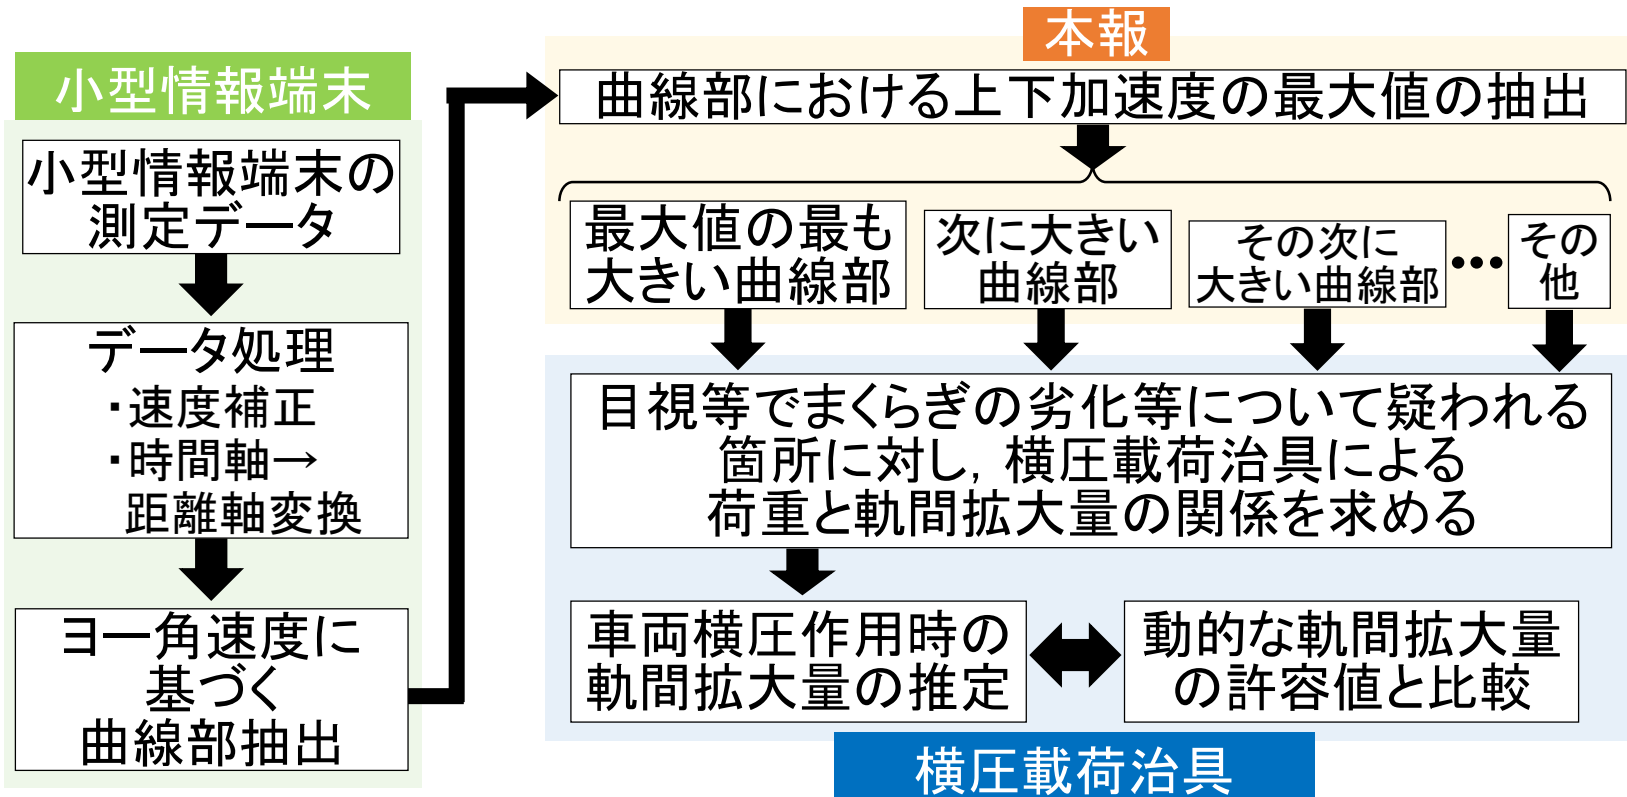 小型情報端末
小型情報端末の
測定データ
データ処理
・速度補正
・時間軸→
距離軸変換
ヨー角速度に
基づく
曲線部抽出
本報
曲線部における上下加速度の最大値の抽出
最大値の最も
大きい曲線部
次に大きい
曲線部
その次に
大きい曲線部
•••
その
他
目視等でまくらぎの劣化等について疑われる
箇所に対し，横圧載荷治具による
荷重と軌間拡大量の関係を求める
車両横圧作用時の
軌間拡大量の推定
動的な軌間拡大量
の許容値と比較
横圧載荷治具